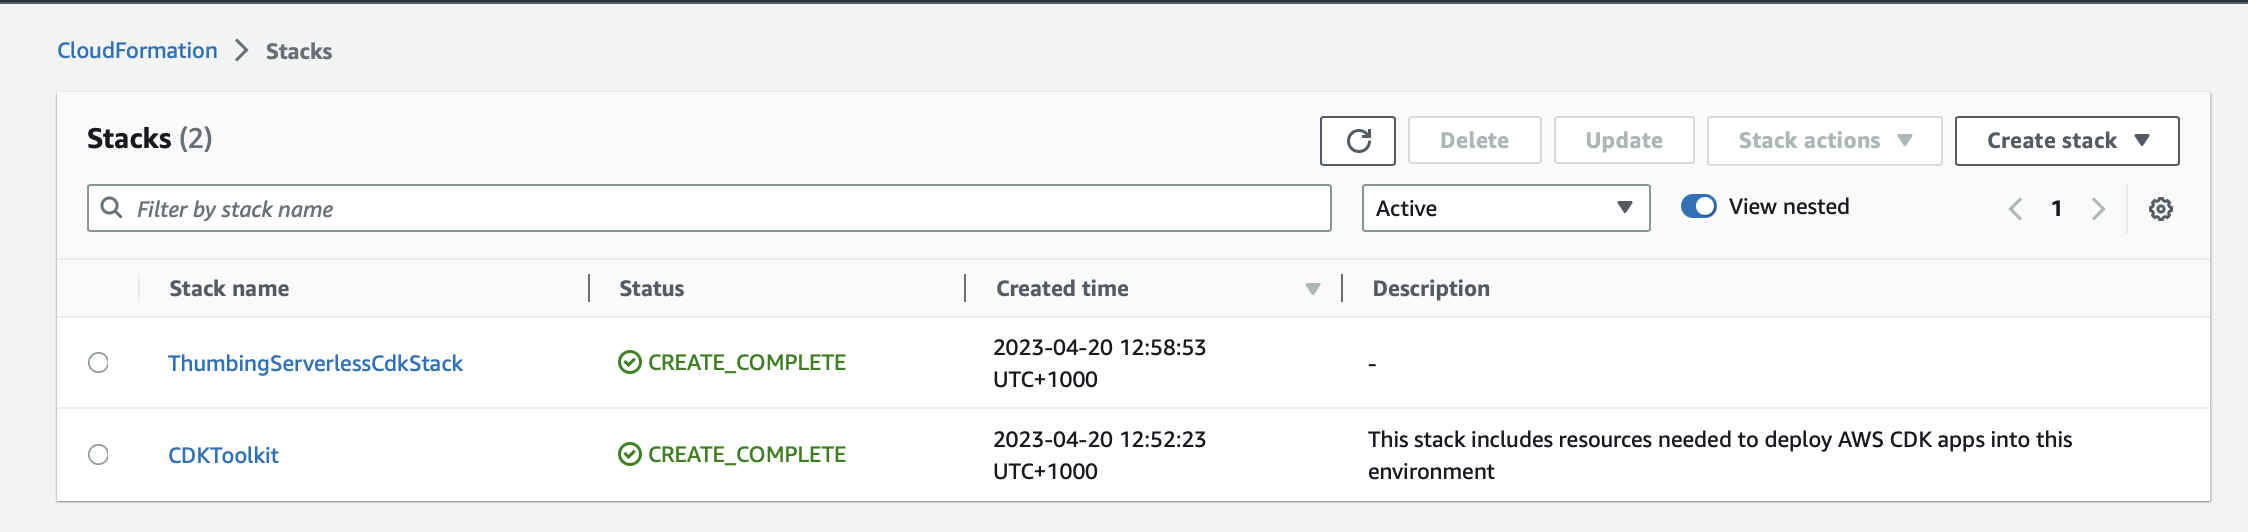 CloudFormation > Stacks
Stacks (2)
Delete
Update
Stack actions
Create stack
Filter by stack name
Active
View nested
1
Stack name
Status
Created time
Description
ThumbingServerlessCdkStack
CREATE_COMPLETE
2023-04-20 12:58:53
UTC+1000
-
CDKToolkit
CREATE_COMPLETE
2023-04-20 12:52:23
UTC+1000
This stack includes resources needed to deploy AWS CDK apps into this
environment